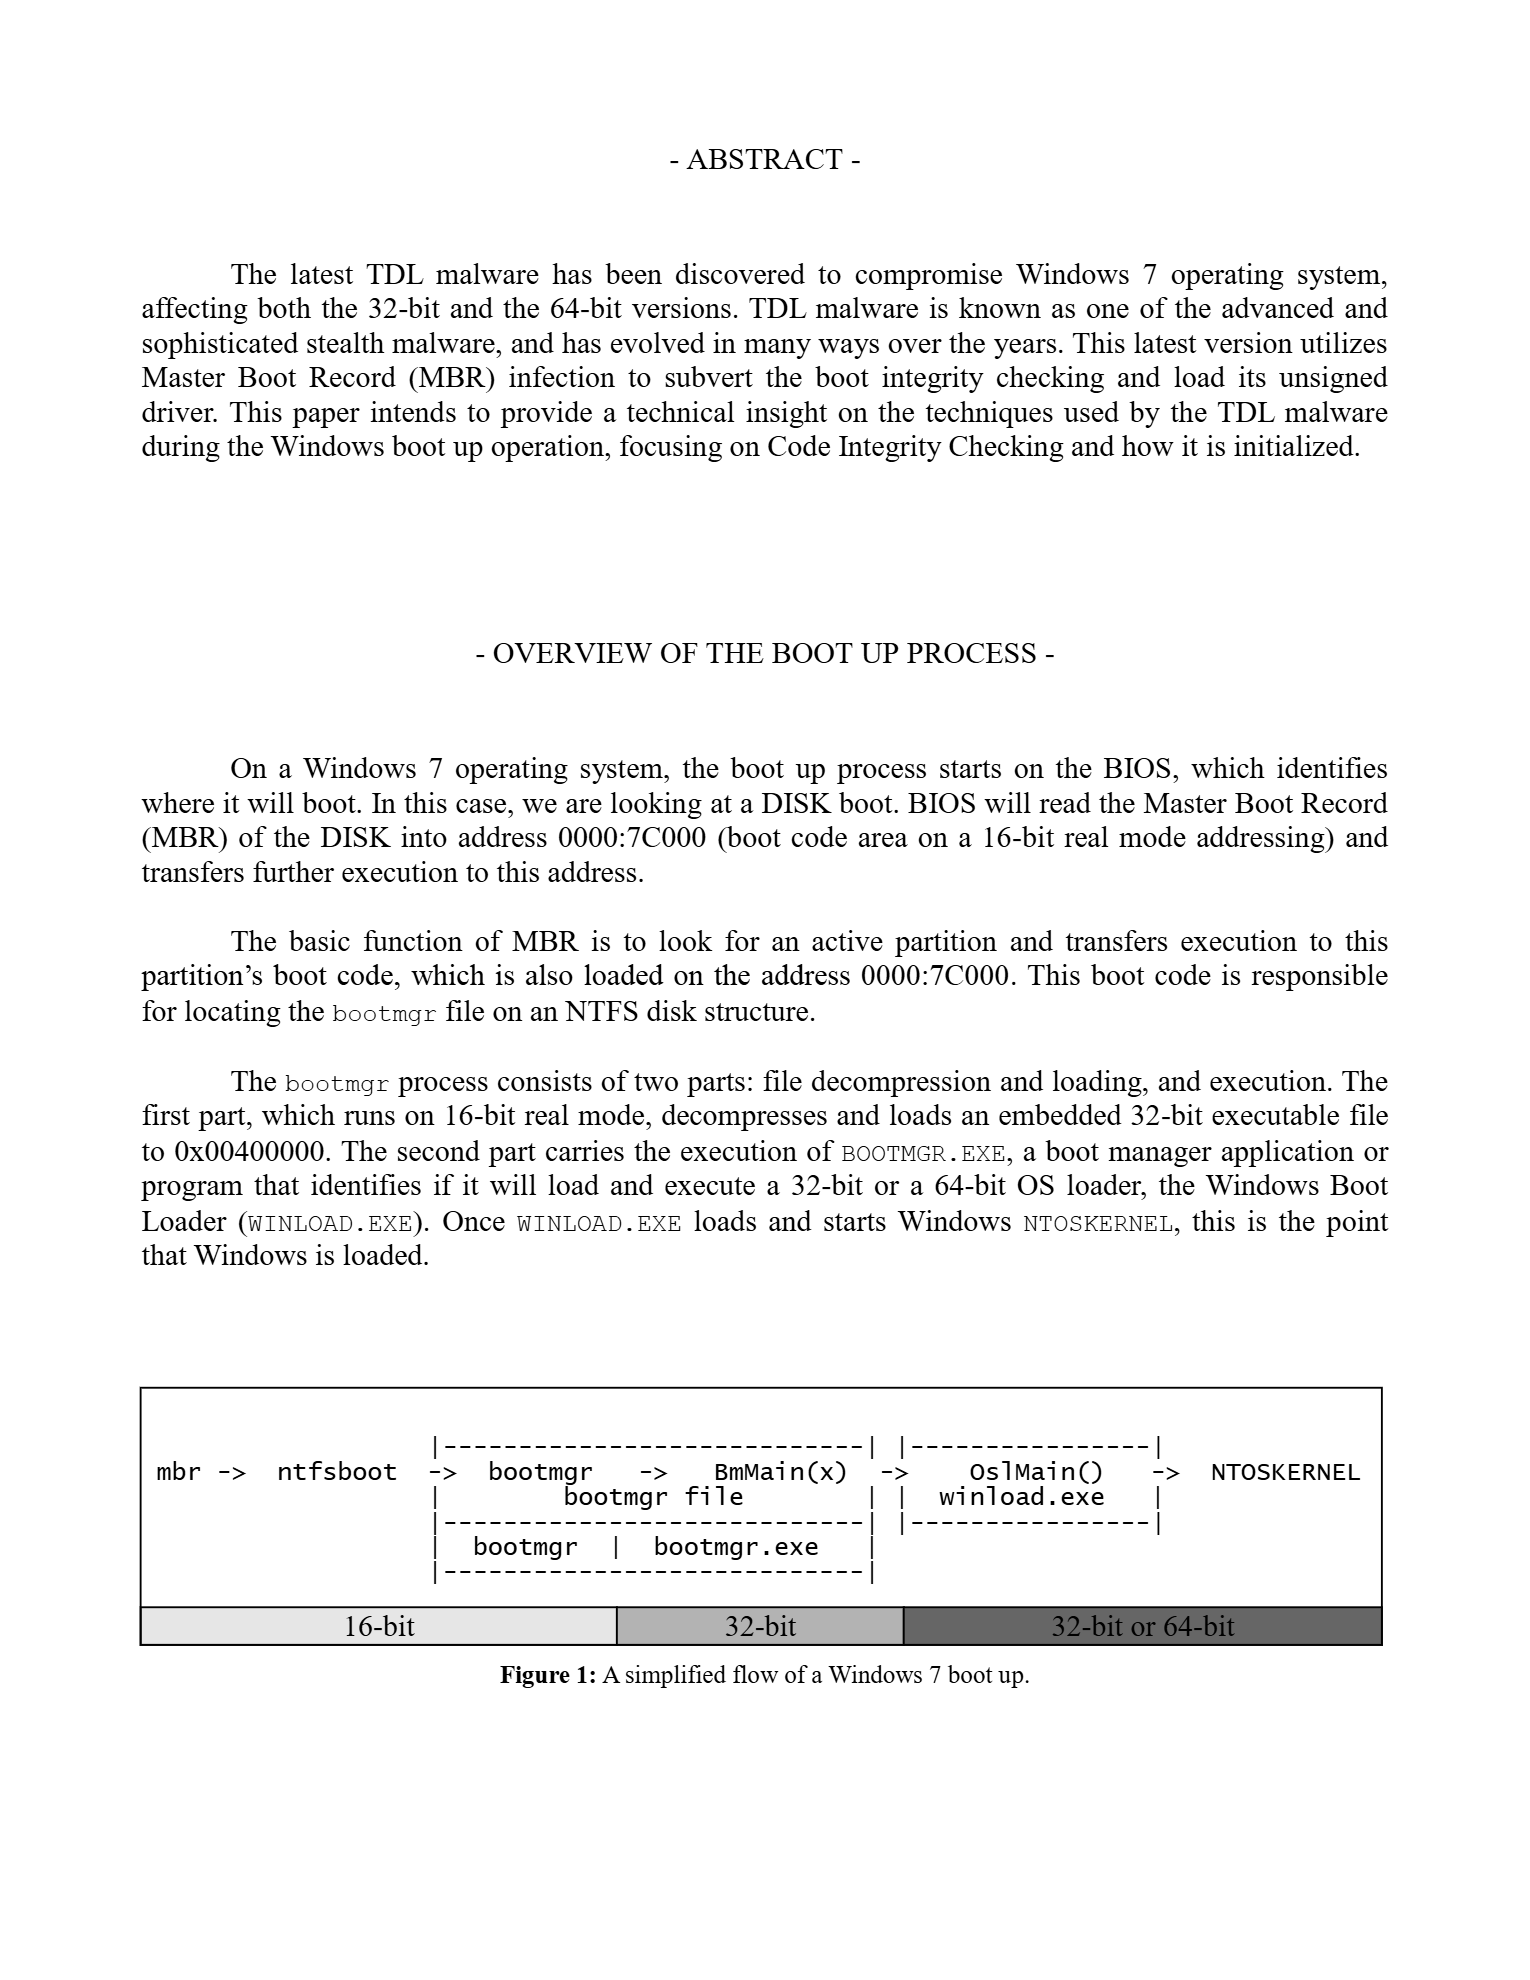 - ABSTRACT -
The latest TDL malware has been discovered to compromise Windows 7 operating system,
affecting both the 32-bit and the 64-bit versions. TDL malware is known as one of the advanced and
sophisticated stealth malware, and has evolved in many ways over the years. This latest version utilizes
Master Boot Record (MBR) infection to subvert the boot integrity checking and load its unsigned
driver. This paper intends to provide a technical insight on the techniques used by the TDL malware
during the Windows boot up operation, focusing on Code Integrity Checking and how it is initialized.
- OVERVIEW OF THE BOOT UP PROCESS -
On a Windows 7 operating system, the boot up process starts on the BIOS, which identifies
where it will boot. In this case, we are looking at a DISK boot. BIOS will read the Master Boot Record
(MBR) of the DISK into address 0000:7C000 (boot code area on a 16-bit real mode addressing) and
transfers further execution to this address.
The basic function of MBR is to look for an active partition and transfers execution to this
partition’s boot code, which is also loaded on the address 0000:7C000. This boot code is responsible
for locating the bootmgr file on an NTFS disk structure.
The bootmgr process consists of two parts: file decompression and loading, and execution. The
first part, which runs on 16-bit real mode, decompresses and loads an embedded 32-bit executable file
to 0x00400000. The second part carries the execution of BOOTMGR.EXE, a boot manager application or
program that identifies if it will load and execute a 32-bit or a 64-bit OS loader, the Windows Boot
Loader (WINLOAD.EXE). Once WINLOAD.EXE loads and starts Windows NTOSKERNEL, this is the point
that Windows is loaded.
|----------------------------| |----------------|
mbr -> ntfsboot -> bootmgr -> BmMain(x) -> OslMain() -> NTOSKERNEL
| bootmgr file | | winload.exe |
|----------------------------| |----------------|
| bootmgr | bootmgr.exe |
|----------------------------|
16-bit 32-bit 32-bit or 64-bit
Figure 1: A simplified flow of a Windows 7 boot up.